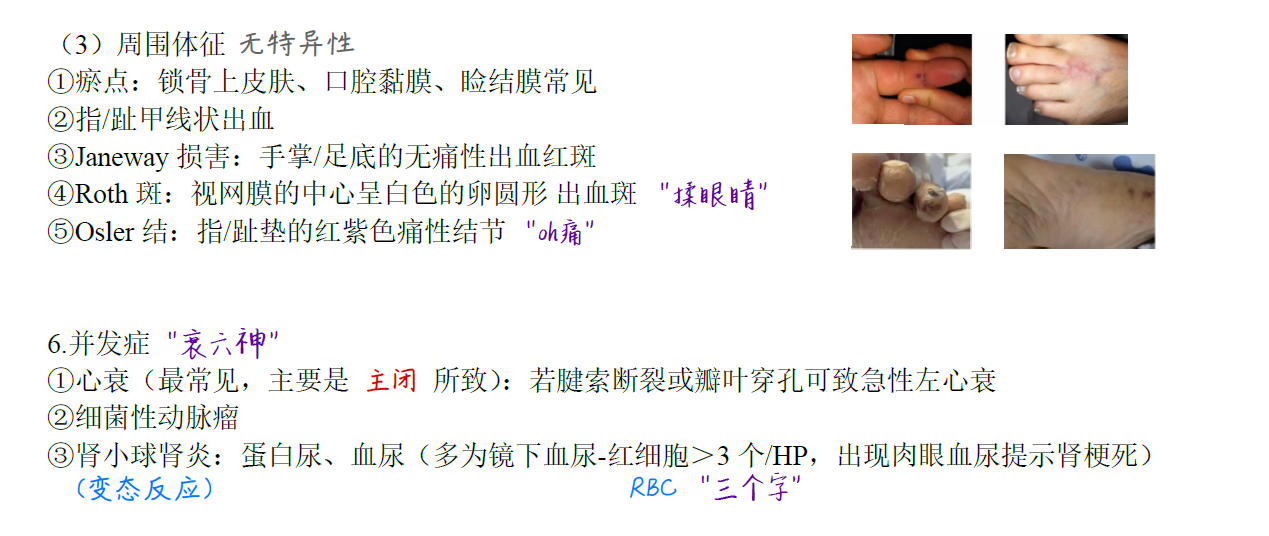 （3）周围体征 无特异性
①瘀点：锁骨上皮肤、口腔黏膜、睑结膜常见
②指/趾甲线状出血
③Janeway 损害：手掌/足底的无痛性出血红斑
④Roth 斑：视网膜的中心呈白色的卵圆形 出血斑 "揉眼睛"
⑤Osler 结：指/趾垫的红紫色痛性结节 "oh痛"
6.并发症 "衰六神"
①心衰（最常见，主要是 主闭 所致）：若腱索断裂或瓣叶穿孔可致急性左心衰
②细菌性动脉瘤
③肾小球肾炎：蛋白尿、血尿（多为镜下血尿-红细胞＞3 个/HP，出现肉眼血尿提示肾梗死）
(变态反应) RBC "三个字"